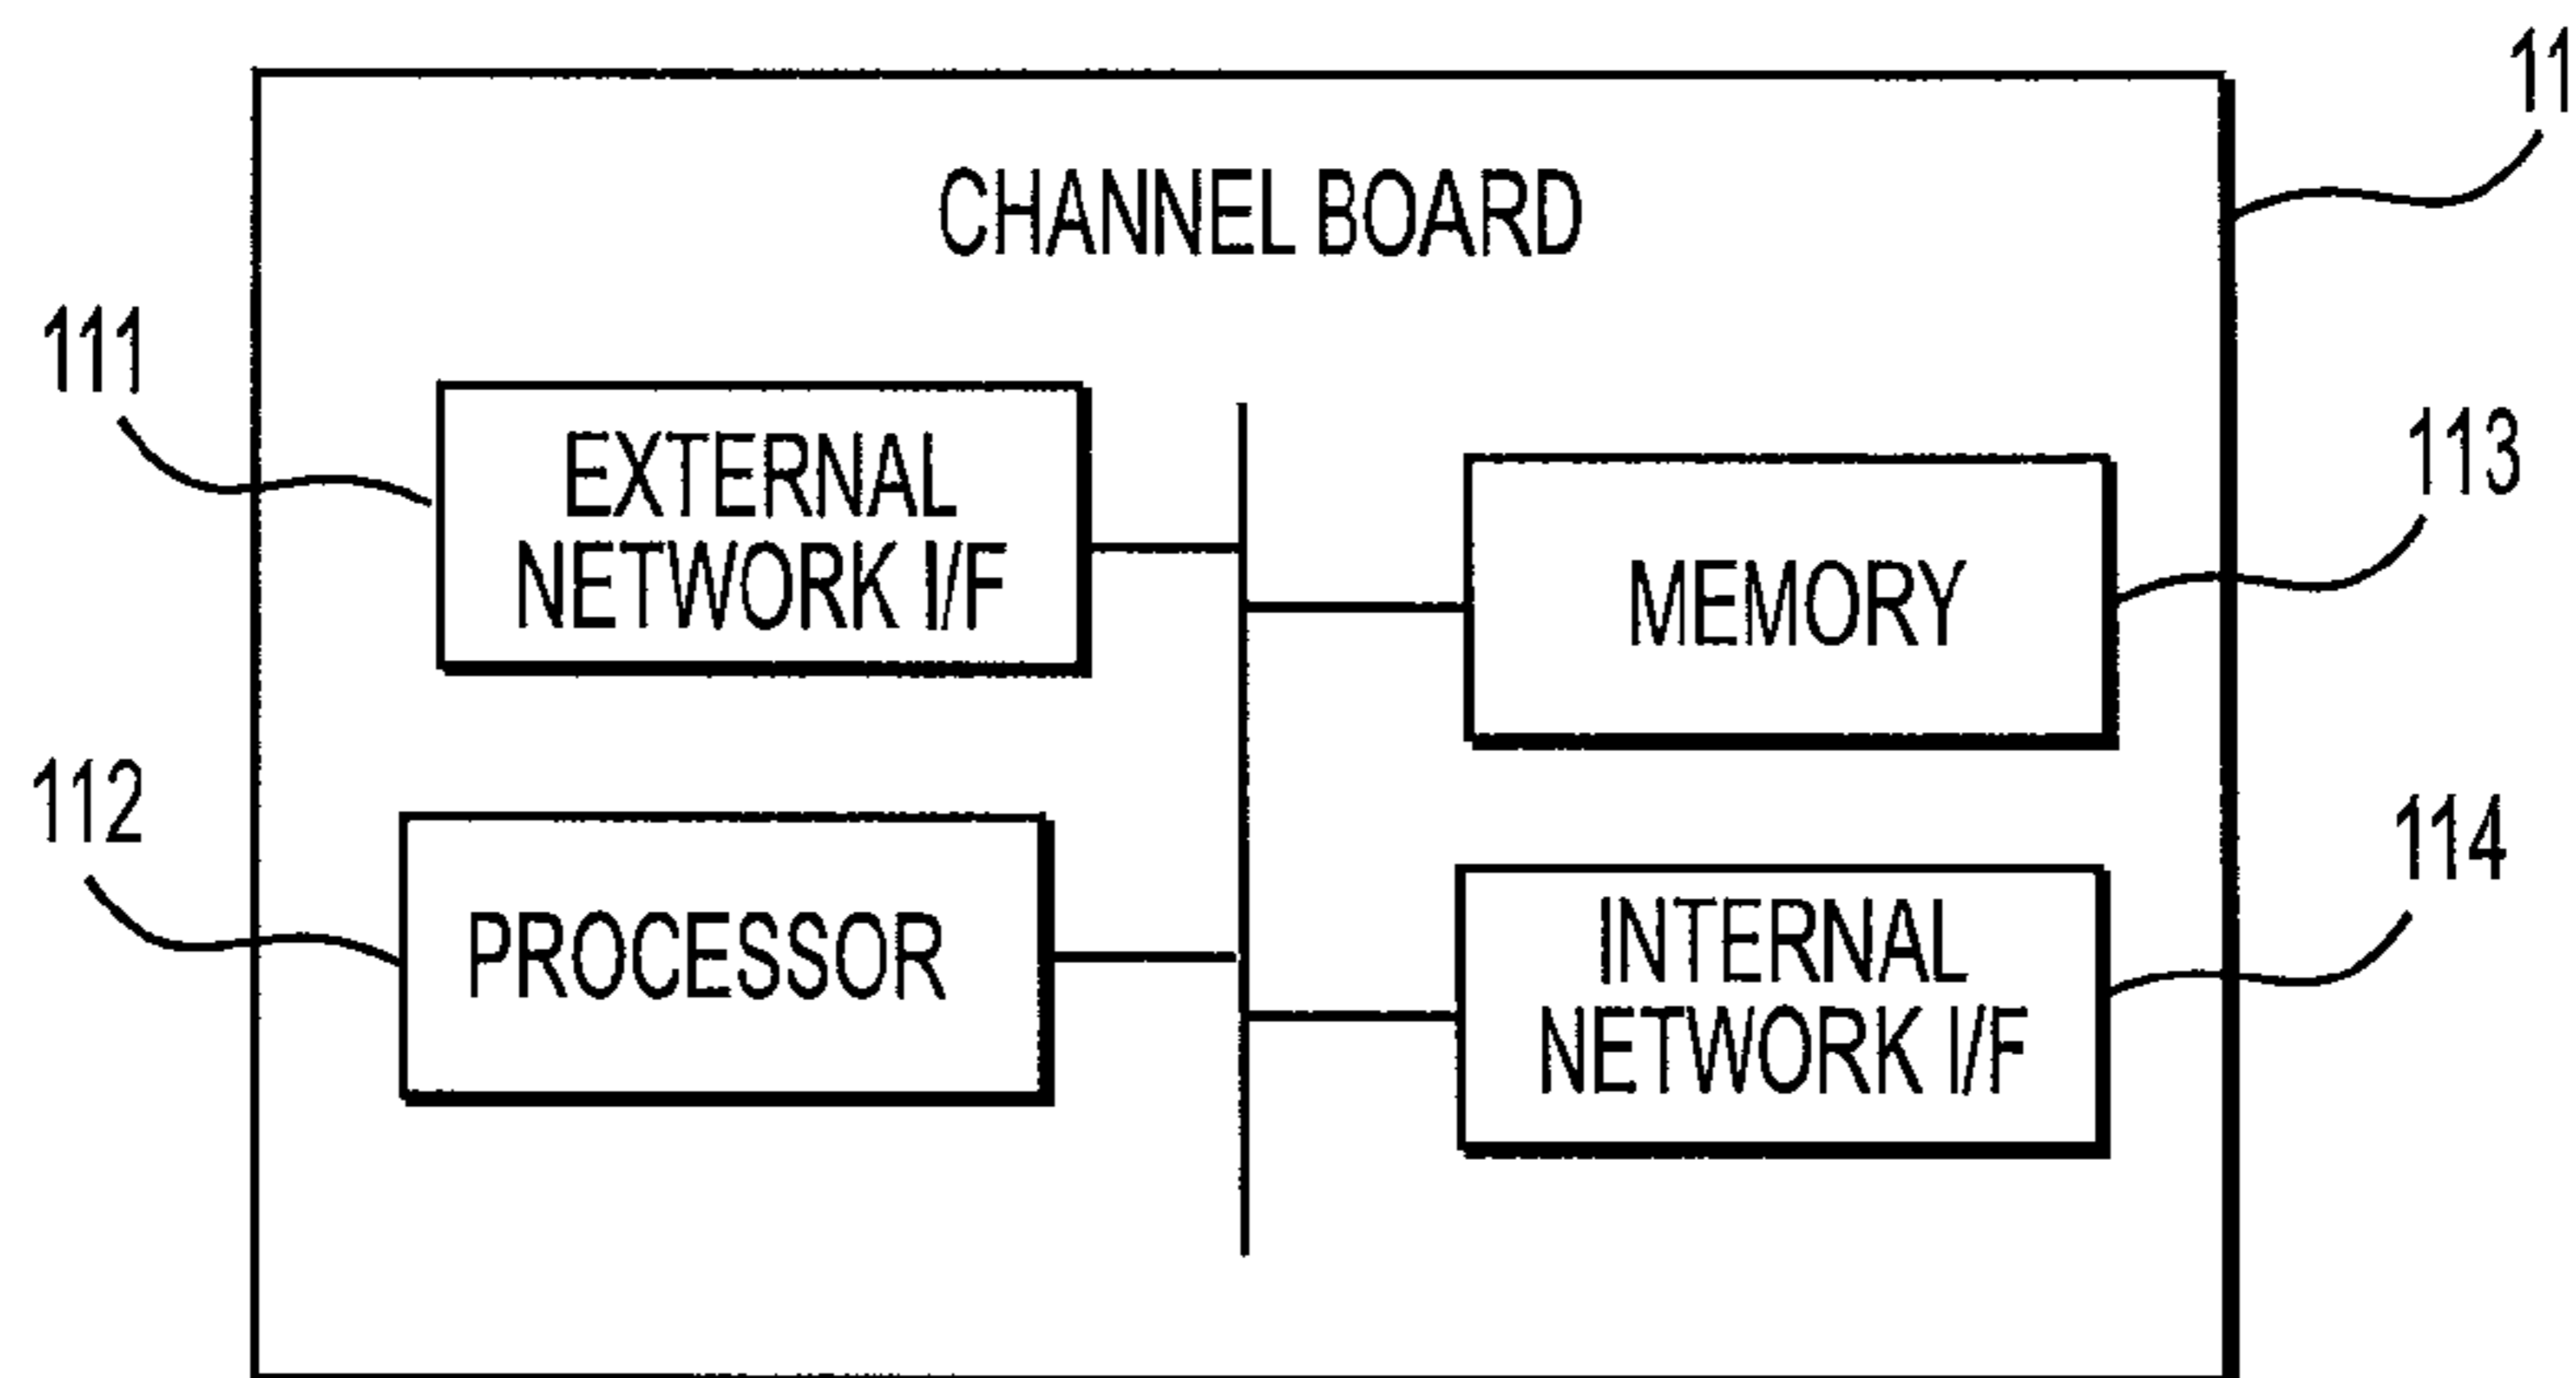 11
CHANNEL BOARD
111
EXTERNAL
NETWORK I/F
113
MEMORY
112
PROCESSOR
114
INTERNAL
NETWORK I/F